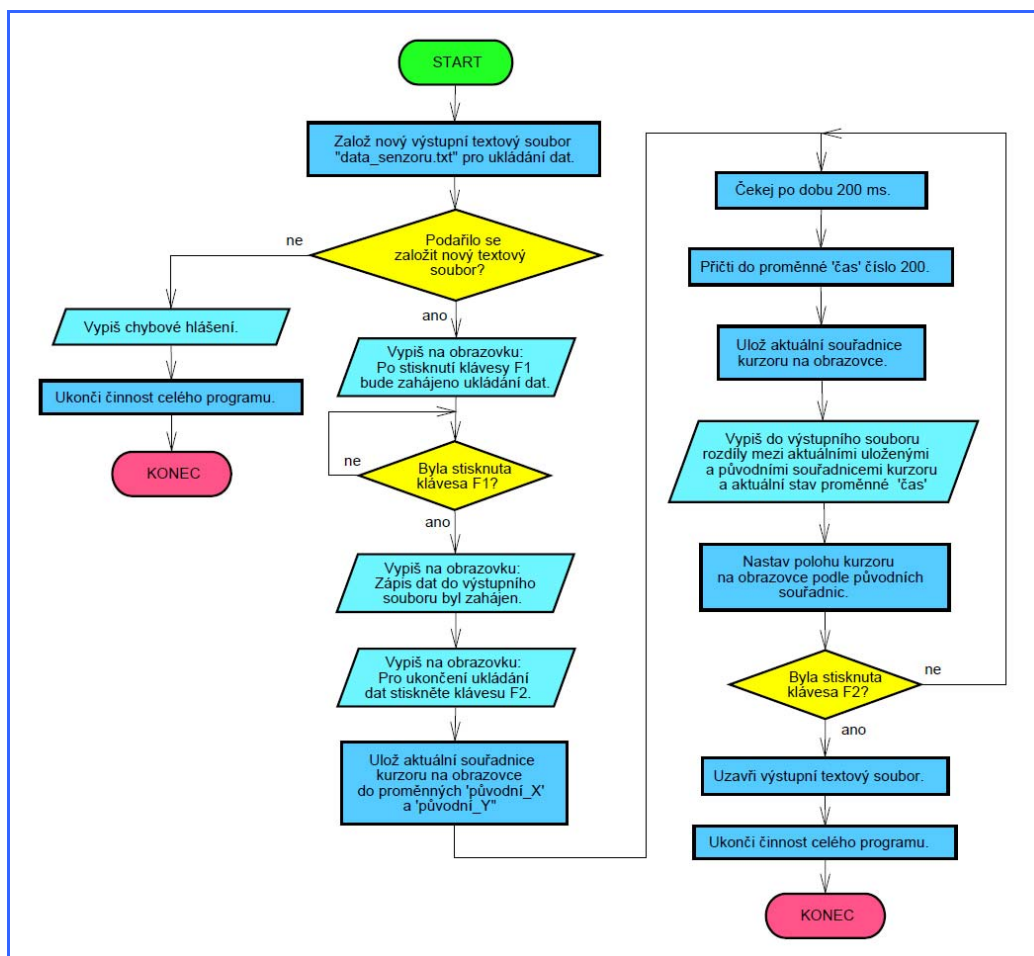 START
Založ nový výstupní textový soubor
"data_senzoru.txt" pro ukládání dat.
Podařilo se
založit nový textový
soubor?
ne
Vypiš chybové hlášení.
Ukonči činnost celého programu.
KONEC
ano
Vypiš na obrazovku:
Po stisknutí klávesy F1
bude zahájeno ukládání dat.
Byla stisknuta
klávesa F1?
ne
ano
Vypiš na obrazovku:
Zápis dat do výstupního
souboru byl zahájen.
Vypiš na obrazovku:
Pro ukončení ukládání
dat stiskněte klávesu F2.
Ulož aktuální souřadnice
kurzoru na obrazovce
do proměnných 'původní_X'
a 'původní_Y"
Čekej po dobu 200 ms.
Přičti do proměnné 'čas' číslo 200.
Ulož aktuální souřadnice
kurzoru na obrazovce.
Vypiš do výstupního souboru
rozdíly mezi aktuálními uloženými
a původními souřadnicemi kurzoru
a aktuální stav proměnné 'čas'
Nastav polohu kurzoru
na obrazovce podle původních
souřadnic.
Byla stisknuta
klávesa F2?
ne
ano
Uzavři výstupní textový soubor.
Ukonči činnost celého programu.
KONEC